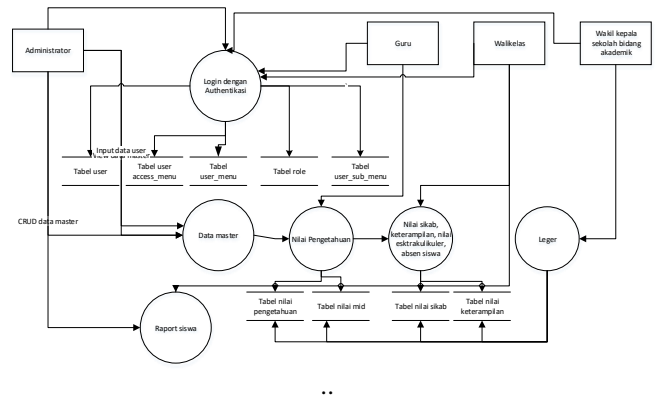 Administrator
Guru
Walikelas
Wakil kepala
sekolah bidang
akademik
Login dengan
Authentikasi
Input data user
Tabel user
Tabel user
access_menu
Tabel
user_menu
Tabel role
Tabel
user_sub_menu
CRUD data master
Data master
Nilai Pengetahuan
Nilai sikab,
keterampilan, nilai
esktrakulikuler,
absen siswa
Leger
Raport siswa
Tabel nilai
pengetahuan
Tabel nilai mid
Tabel nilai sikab
Tabel nilai
keterampilan